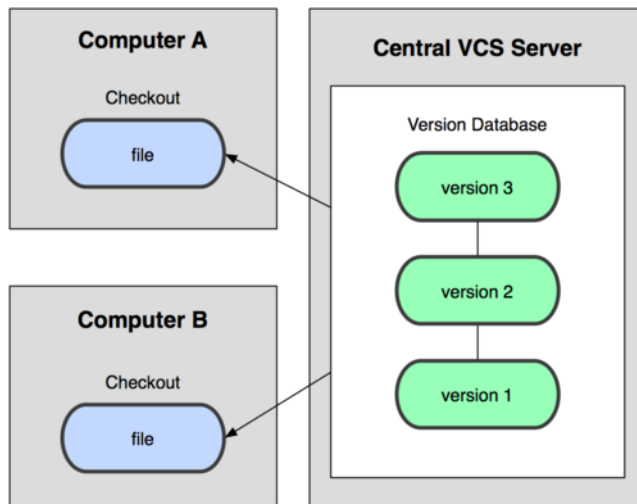 Computer A
Checkout
file
Computer B
Checkout
file
Central VCS Server
Version Database
version 3
version 2
version 1